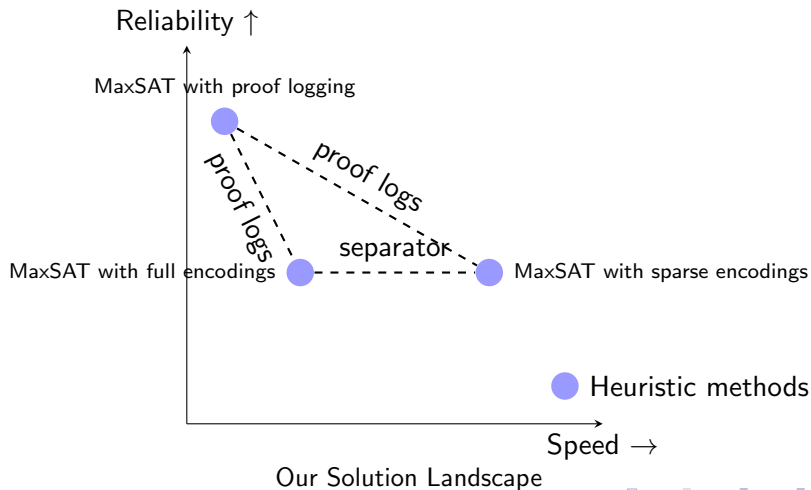 Reliability ↑
MaxSAT with proof logging
proof logs
proof logs
separator
MaxSAT with full encodings
MaxSAT with sparse encodings
Heuristic methods
Speed →
Our Solution Landscape